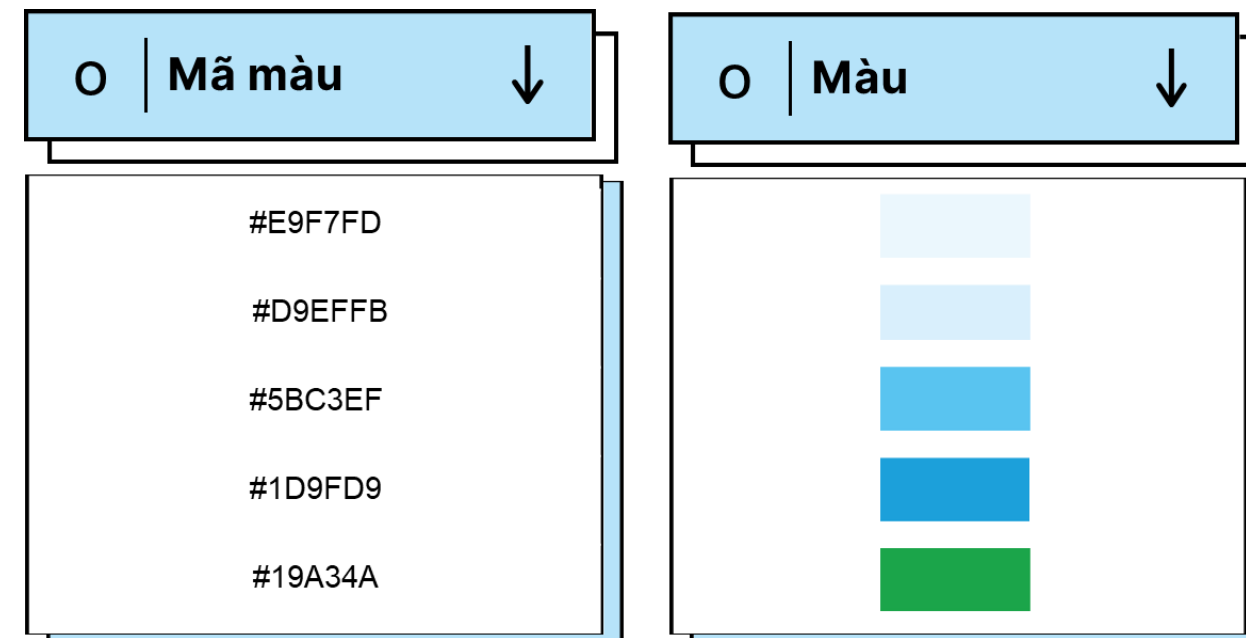 O Mã màu ↓
O Màu ↓
#E9F7FD
#D9EFFB
#5BC3EF
#1D9FD9
#19A34A